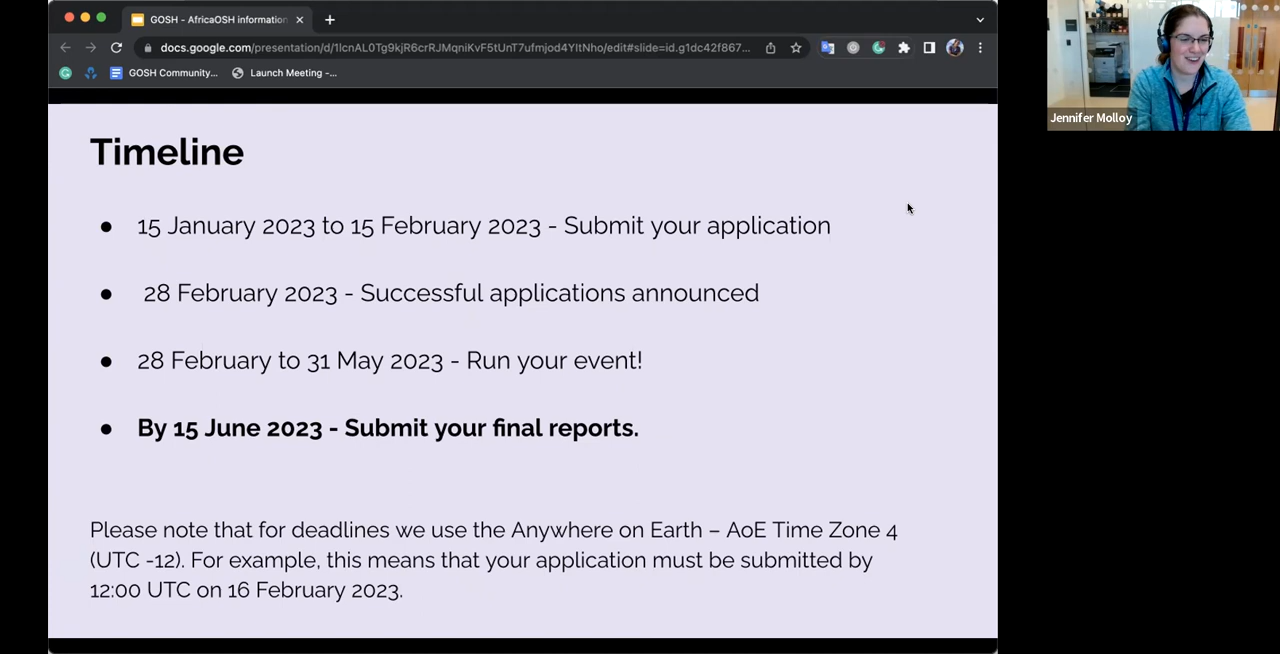 GOSH - AfricaOSH information
docs.google.com/presentation/d/1lcnAL0Tg9kjR6crRJMqniKvF5tUnT7ufmjod4YltNho/edit#slide=id.g1dc42f867...
GOSH Community...
Launch Meeting -...
Jennifer Molloy
Timeline
● 15 January 2023 to 15 February 2023 - Submit your application
● 28 February 2023 - Successful applications announced
● 28 February to 31 May 2023 - Run your event!
● By 15 June 2023 - Submit your final reports.
Please note that for deadlines we use the Anywhere on Earth – AoE Time Zone 4
(UTC -12). For example, this means that your application must be submitted by
12:00 UTC on 16 February 2023.